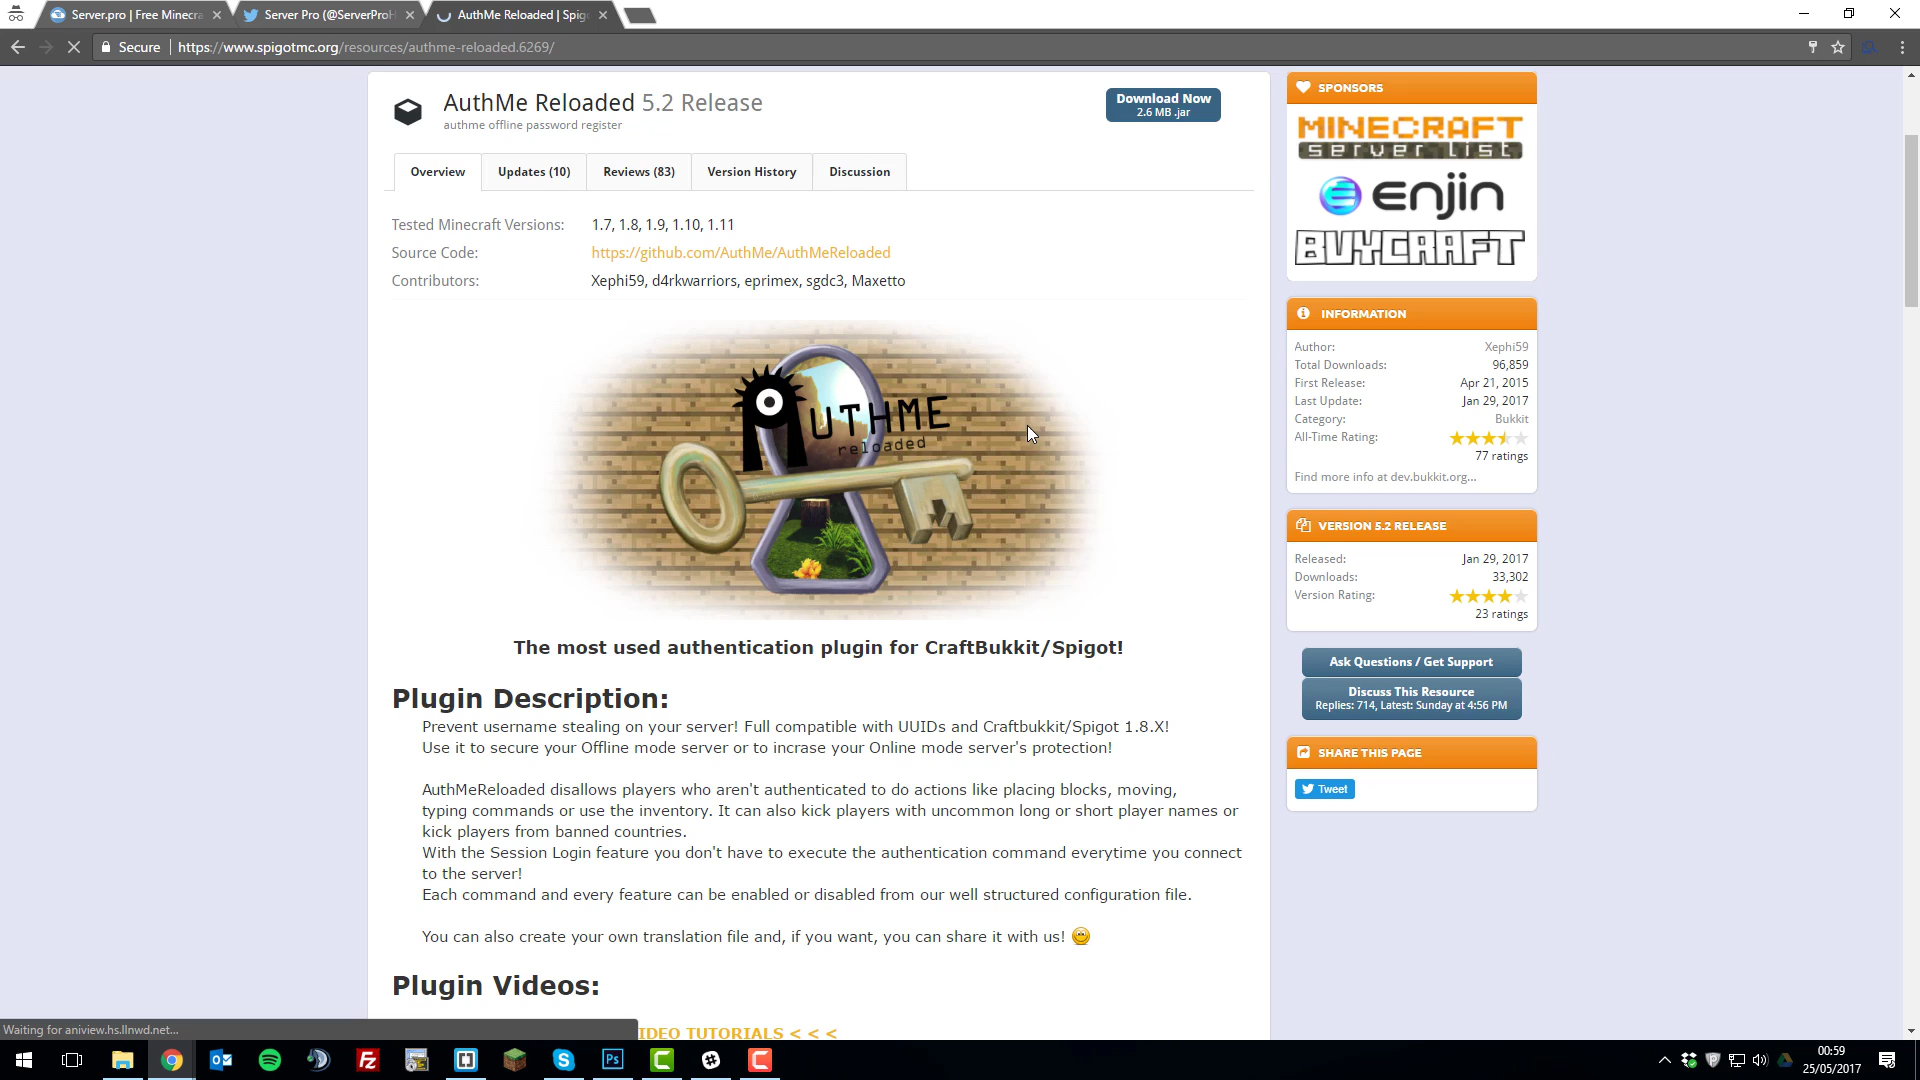 Server.pro | Free Minecra
Server Pro (@ServerProH
AuthMe Reloaded | Spigo
Secure
https://www.spigotmc.org/resources/authme-reloaded.6269/
AuthMe Reloaded 5.2 Release
authme offline password register
Download Now
2.6 MB .jar
Overview
Updates (10)
Reviews (83)
Version History
Discussion
Tested Minecraft Versions: 1.7, 1.8, 1.9, 1.10, 1.11
Source Code: https://github.com/AuthMe/AuthMeReloaded
Contributors: Xephi59, d4rkwarriors, eprimex, sgdc3, Maxetto
AUTHME
reloaded
The most used authentication plugin for CraftBukkit/Spigot!
Plugin Description:
Prevent username stealing on your server! Full compatible with UUIDs and Craftbukkit/Spigot 1.8.X!
Use it to secure your Offline mode server or to incrase your Online mode server's protection!
AuthMeReloaded disallows players who aren't authenticated to do actions like placing blocks, moving,
typing commands or use the inventory. It can also kick players with uncommon long or short player names or
kick players from banned countries.
With the Session Login feature you don't have to execute the authentication command everytime you connect
to the server!
Each command and every feature can be enabled or disabled from our well structured configuration file.
You can also create your own translation file and, if you want, you can share it with us!
Plugin Videos:
IDEO TUTORIALS < < <
SPONSORS
MINECRAFT
server list
enjin
BUYCRAFT
INFORMATION
Author: Xephi59
Total Downloads: 96,859
First Release: Apr 21, 2015
Last Update: Jan 29, 2017
Category: Bukkit
All-Time Rating:
77 ratings
Find more info at dev.bukkit.org...
VERSION 5.2 RELEASE
Released: Jan 29, 2017
Downloads: 33,302
Version Rating:
23 ratings
Ask Questions / Get Support
Discuss This Resource
Replies: 714, Latest: Sunday at 4:56 PM
SHARE THIS PAGE
Tweet
Waiting for aniview.hs.llnwd.net...
Fz
Ps
00:59
25/05/2017